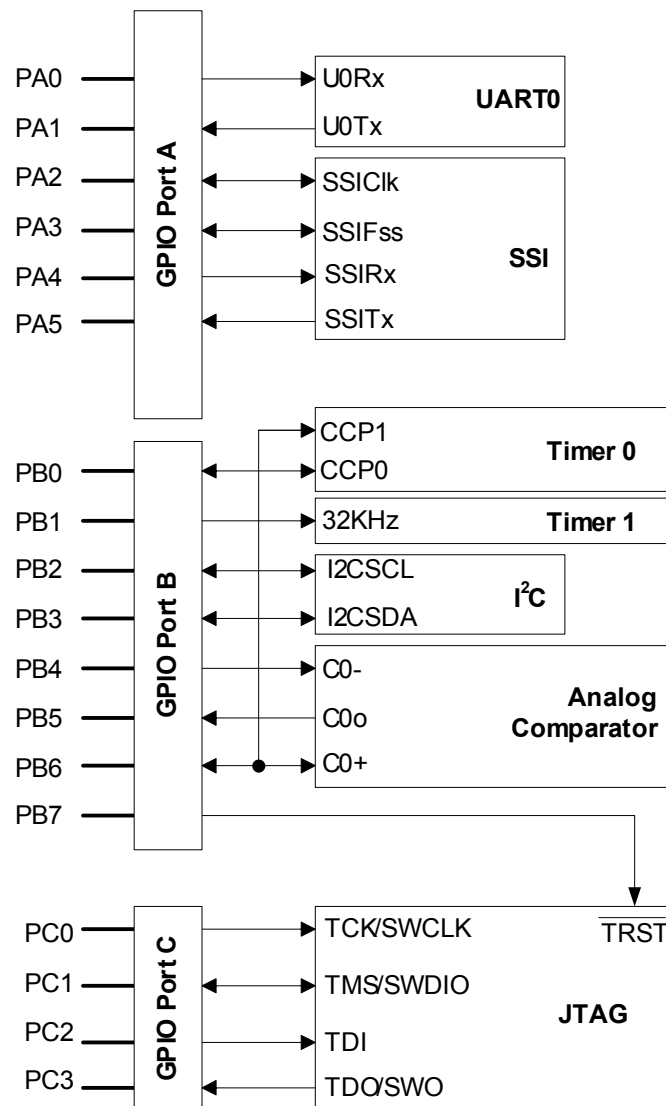 PA0
PA1
PA2
PA3
PA4
PA5
GPIO Port A
U0Rx
U0Tx
UART0
SSIClk
SSIFss
SSIRx
SSITx
SSI
PB0
PB1
PB2
PB3
PB4
PB5
PB6
PB7
GPIO Port B
CCP1
CCP0
Timer 0
32KHz
Timer 1
I2CSCL
I2CSDA
I²C
C0-
C0o
C0+
Analog
Comparator
PC0
PC1
PC2
PC3
GPIO Port C
TCK/SWCLK
TMS/SWDIO
TDI
TDO/SWO
TRST
JTAG